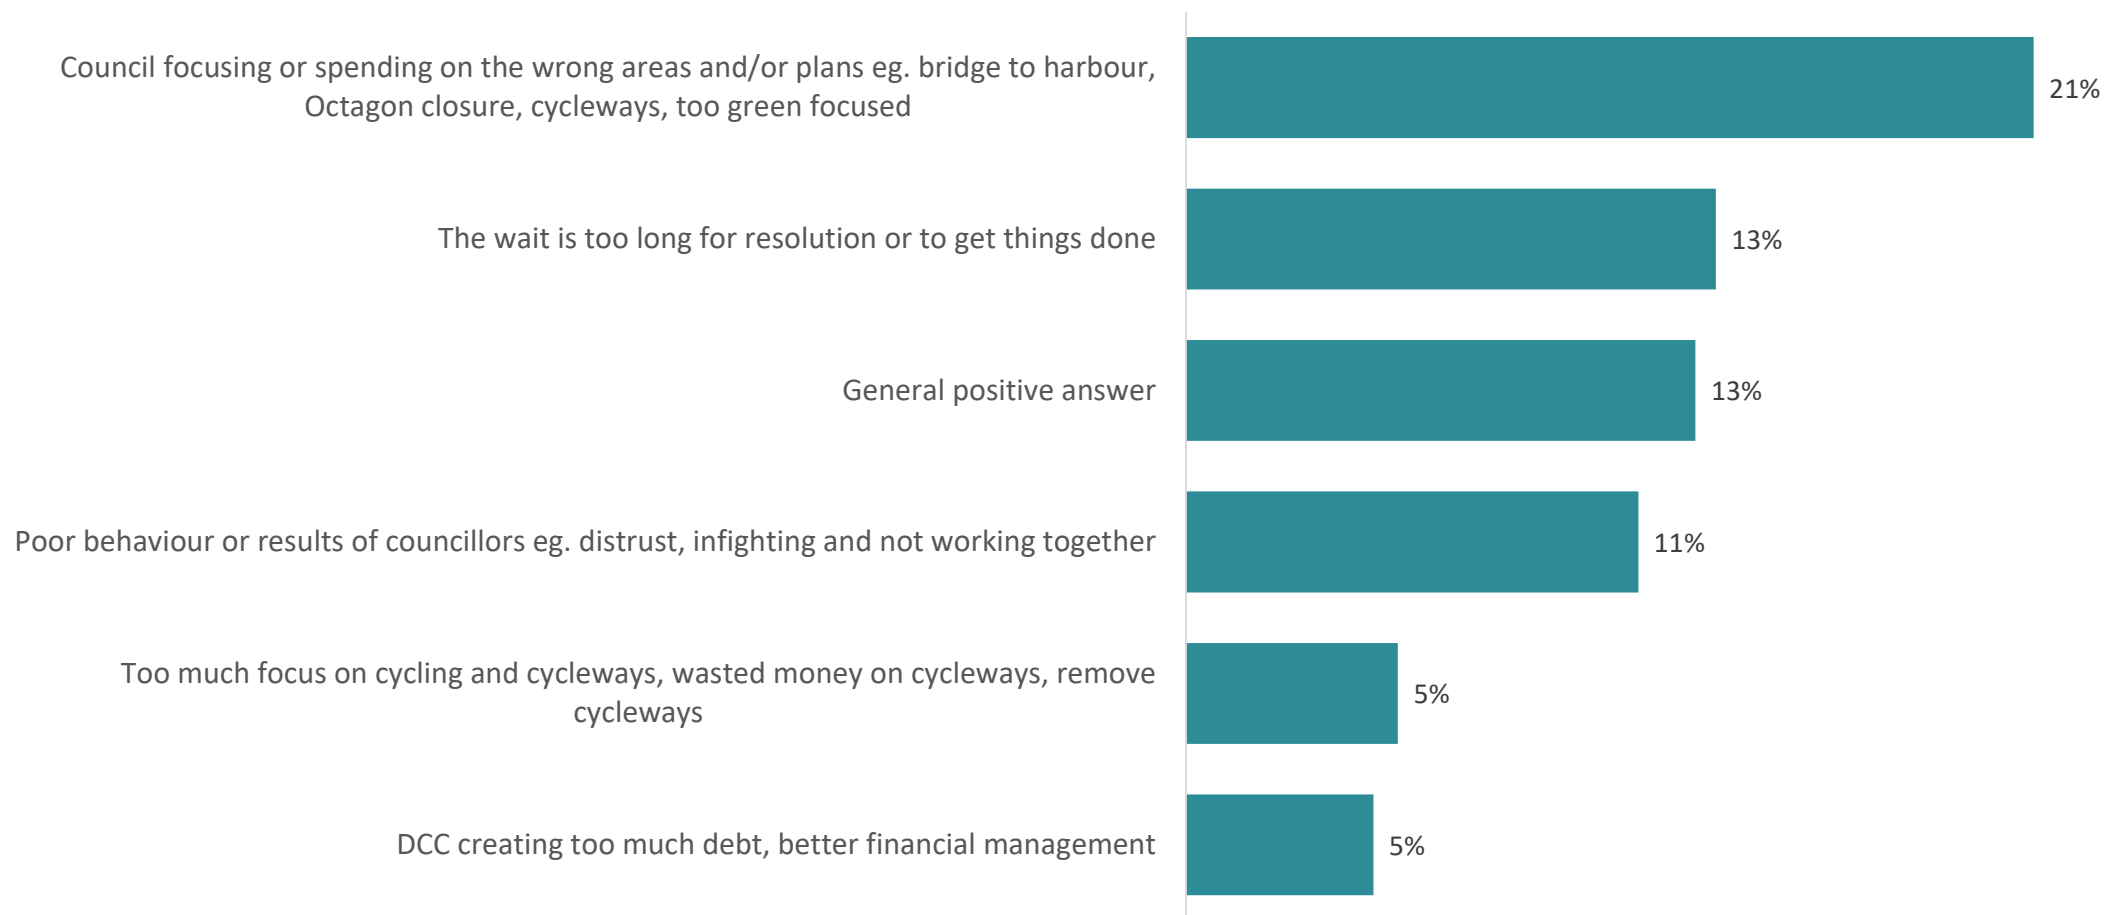 Council focusing or spending on the wrong areas and/or plans eg. bridge to harbour,
Octagon closure, cycleways, too green focused
21%
The wait is too long for resolution or to get things done
13%
General positive answer
13%
Poor behaviour or results of councillors eg. distrust, infighting and not working together
11%
Too much focus on cycling and cycleways, wasted money on cycleways, remove
cycleways
5%
DCC creating too much debt, better financial management
5%